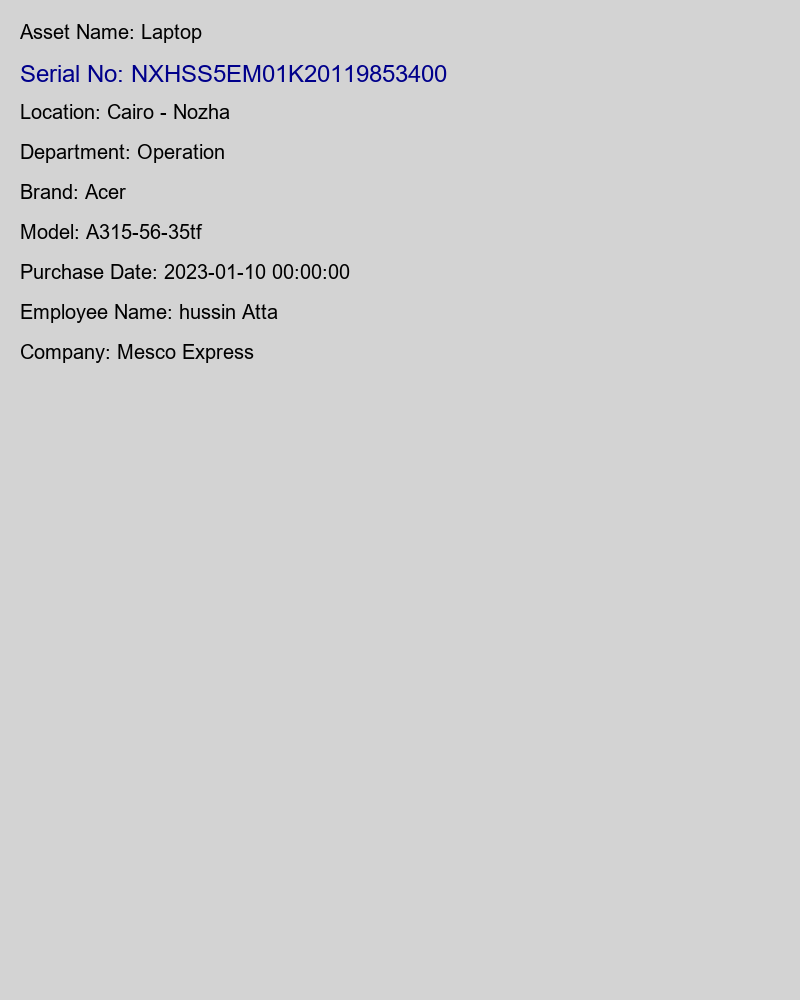 Asset Name: Laptop
Serial No: NXHSS5EM01K20119853400
Location: Cairo - Nozha
Department: Operation
Brand: Acer
Model: A315-56-35tf
Purchase Date: 2023-01-10 00:00:00
Employee Name: hussin Atta
Company: Mesco Express